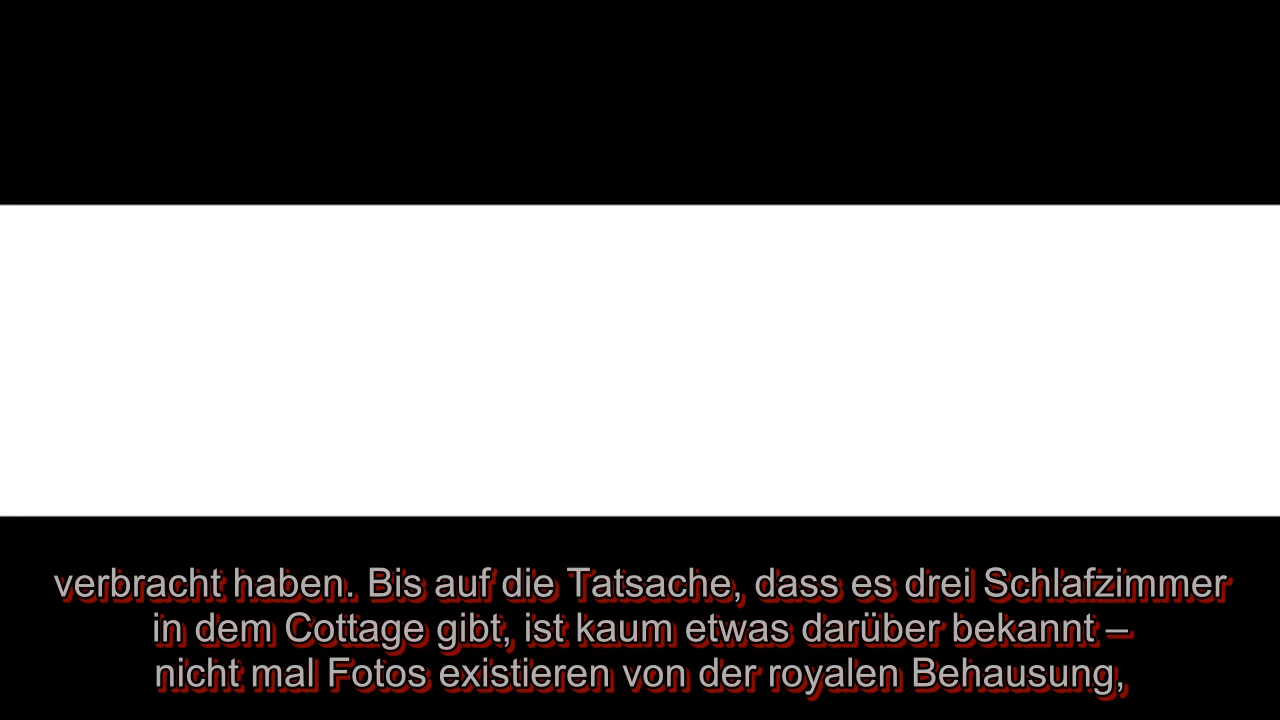 verbracht haben. Bis auf die Tatsache, dass es drei Schlafzimmer
in dem Cottage gibt, ist kaum etwas darüber bekannt –
nicht mal Fotos existieren von der royalen Behausung,